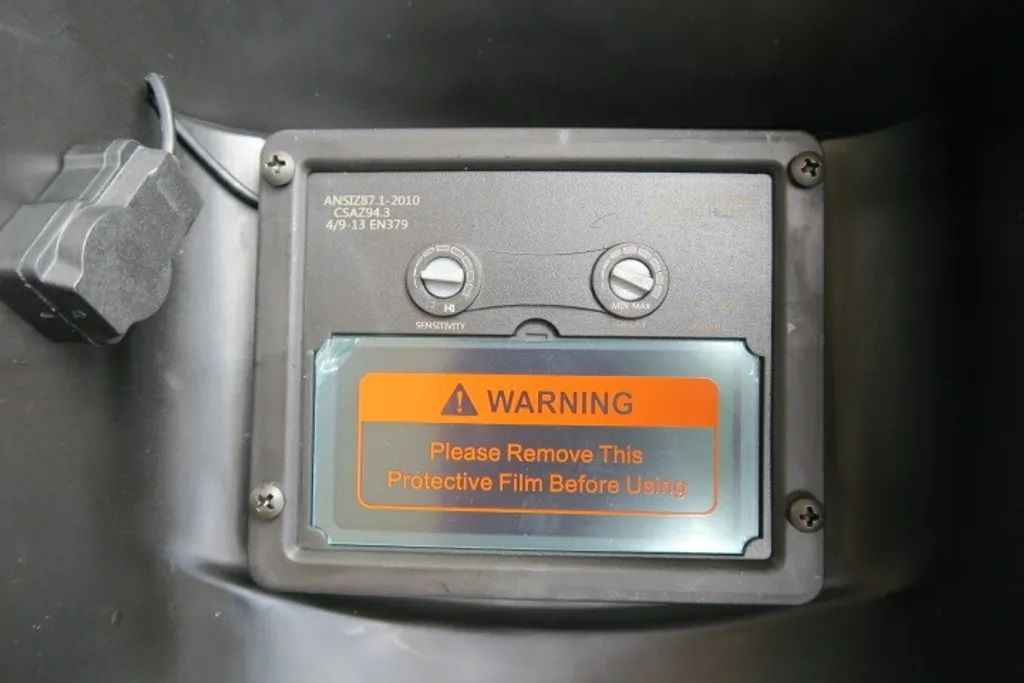 ANSIZ87.1-2010
CSAZ94.3
4/9-13 EN379
HI
SENSITIVITY
MIN MAX
DELAY
WARNING
Please Remove This
Protective Film Before Using